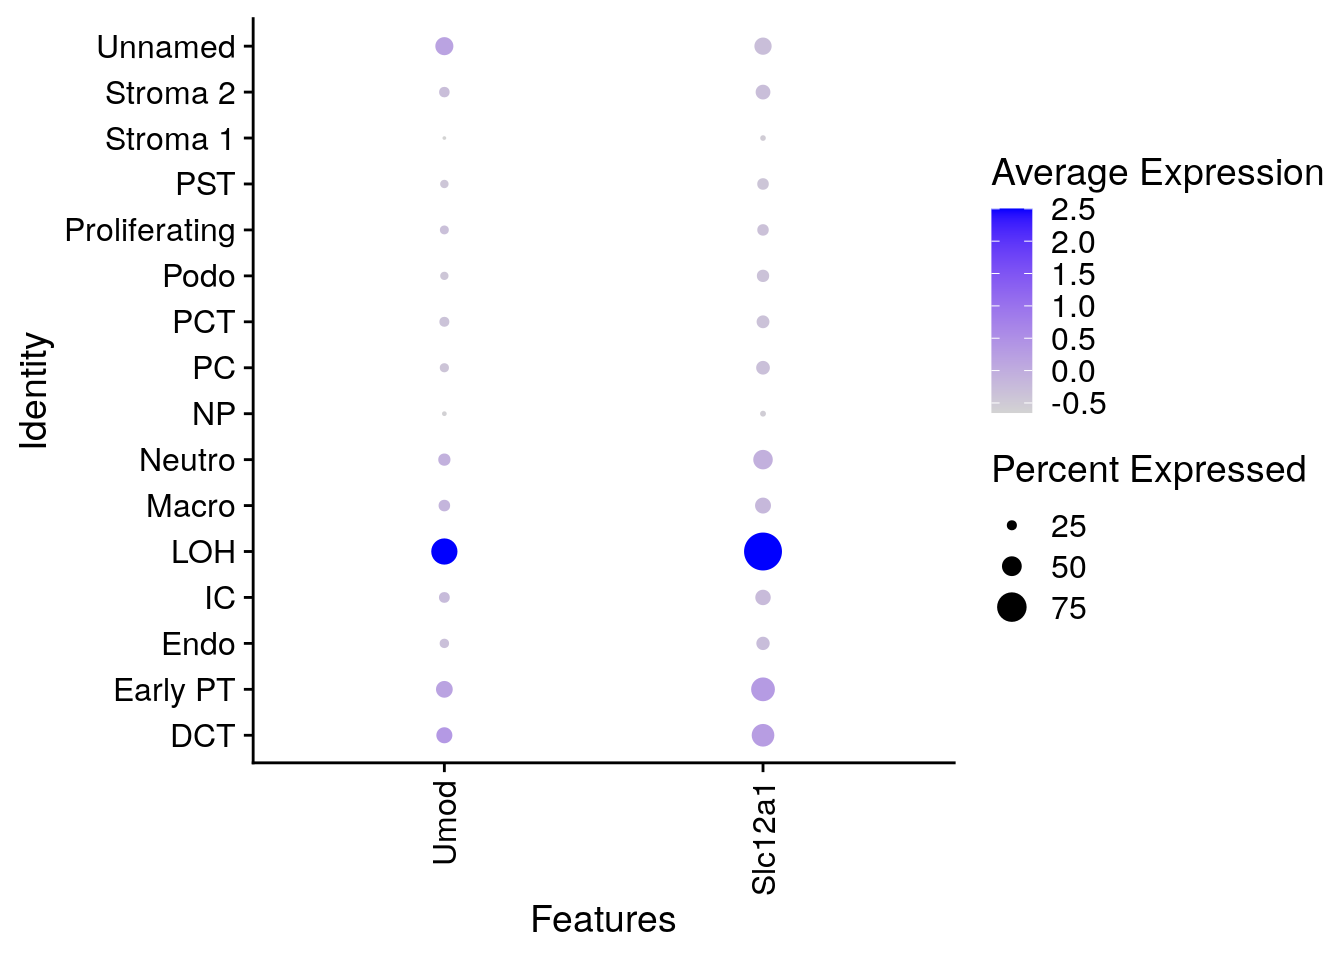 Unnamed
Stroma 2
Stroma 1
PST
Proliferating
Podo
PCT
PC
NP
Neutro
Macro
LOH
IC
Endo
Early PT
DCT
Identity
Umod
Slc12a1
Features
Average Expression
2.5
2.0
1.5
1.0
0.5
0.0
-0.5
Percent Expressed
25
50
75